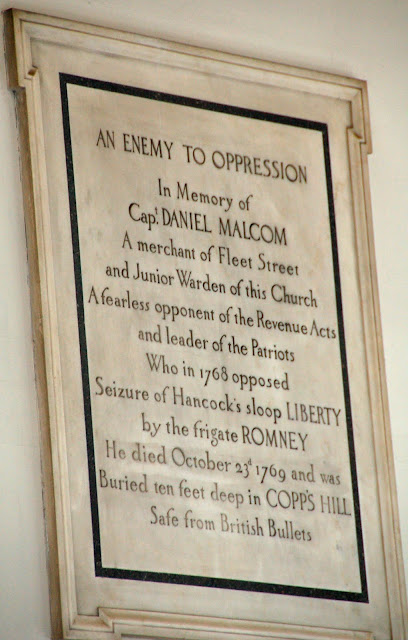 AN ENEMY TO OPPRESSION
In Memory of
Capt. DANIEL MALCOM
A merchant of Fleet Street
and Junior Warden of this Church
A fearless opponent of the Revenue Acts
and leader of the Patriots
Who in 1768 opposed
Seizure of Hancock's sloop LIBERTY
by the frigate ROMNEY
He died October 23d 1769 and was
Buried ten feet deep in COPP'S HILL
Safe from British Bullets